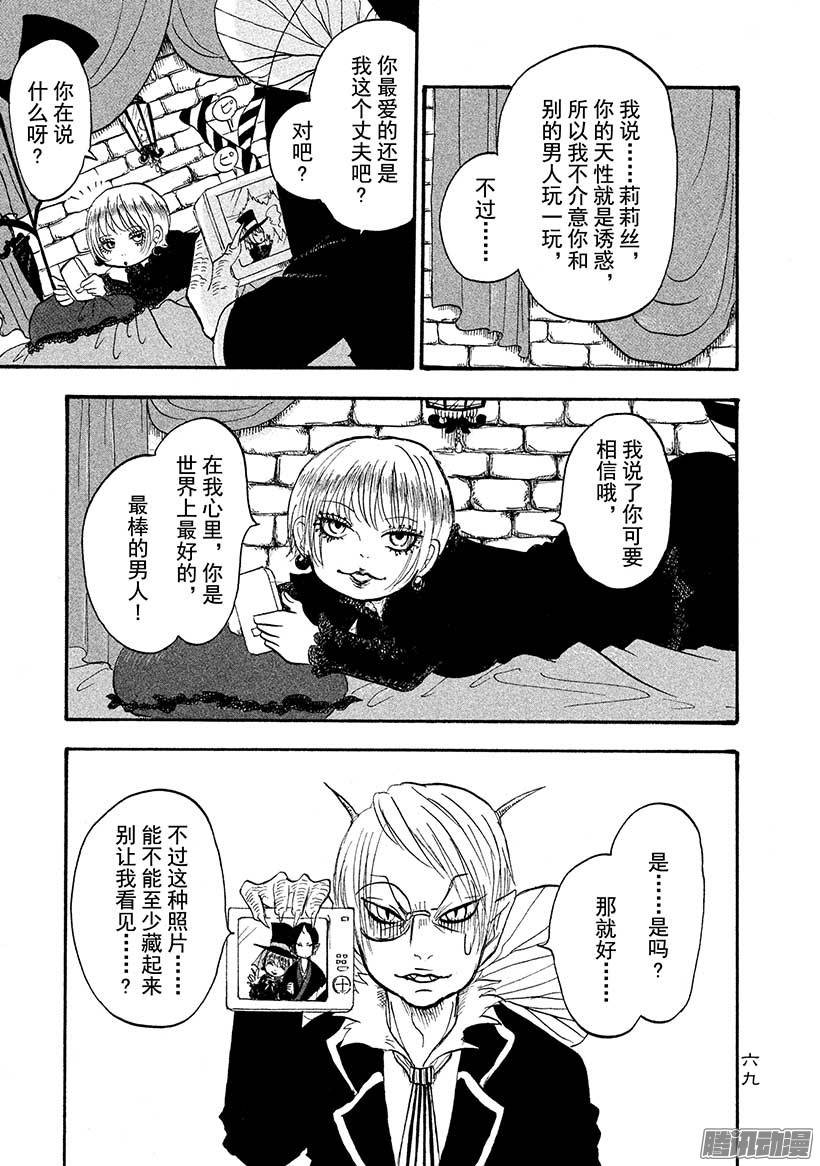 我说……莉莉丝，
你的天性就是诱惑，
所以我不介意你和
别的男人玩一玩，
不过……
你最爱的还是
我这个丈夫吧？
对吧？
你在说
什么呀？
我说了你可要
相信哦，
在我心里，你是
世界上最好的，
最棒的男人！
是……是吗？
那就好……
不过这种照片……
能不能至少藏起来
别让我看见……？
六九
腾讯动漫